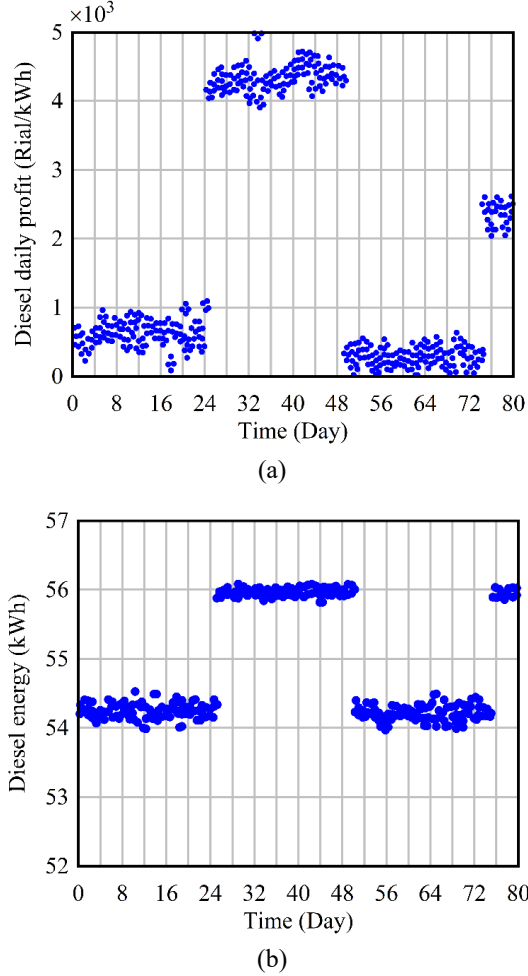 ×10³
5
4
3
2
1
0
Diesel daily profit (Rial/kWh)
0 8 16 24 32 40 48 56 64 72 80
Time (Day)
(a)
57
56
55
54
53
52
Diesel energy (kWh)
0 8 16 24 32 40 48 56 64 72 80
Time (Day)
(b)